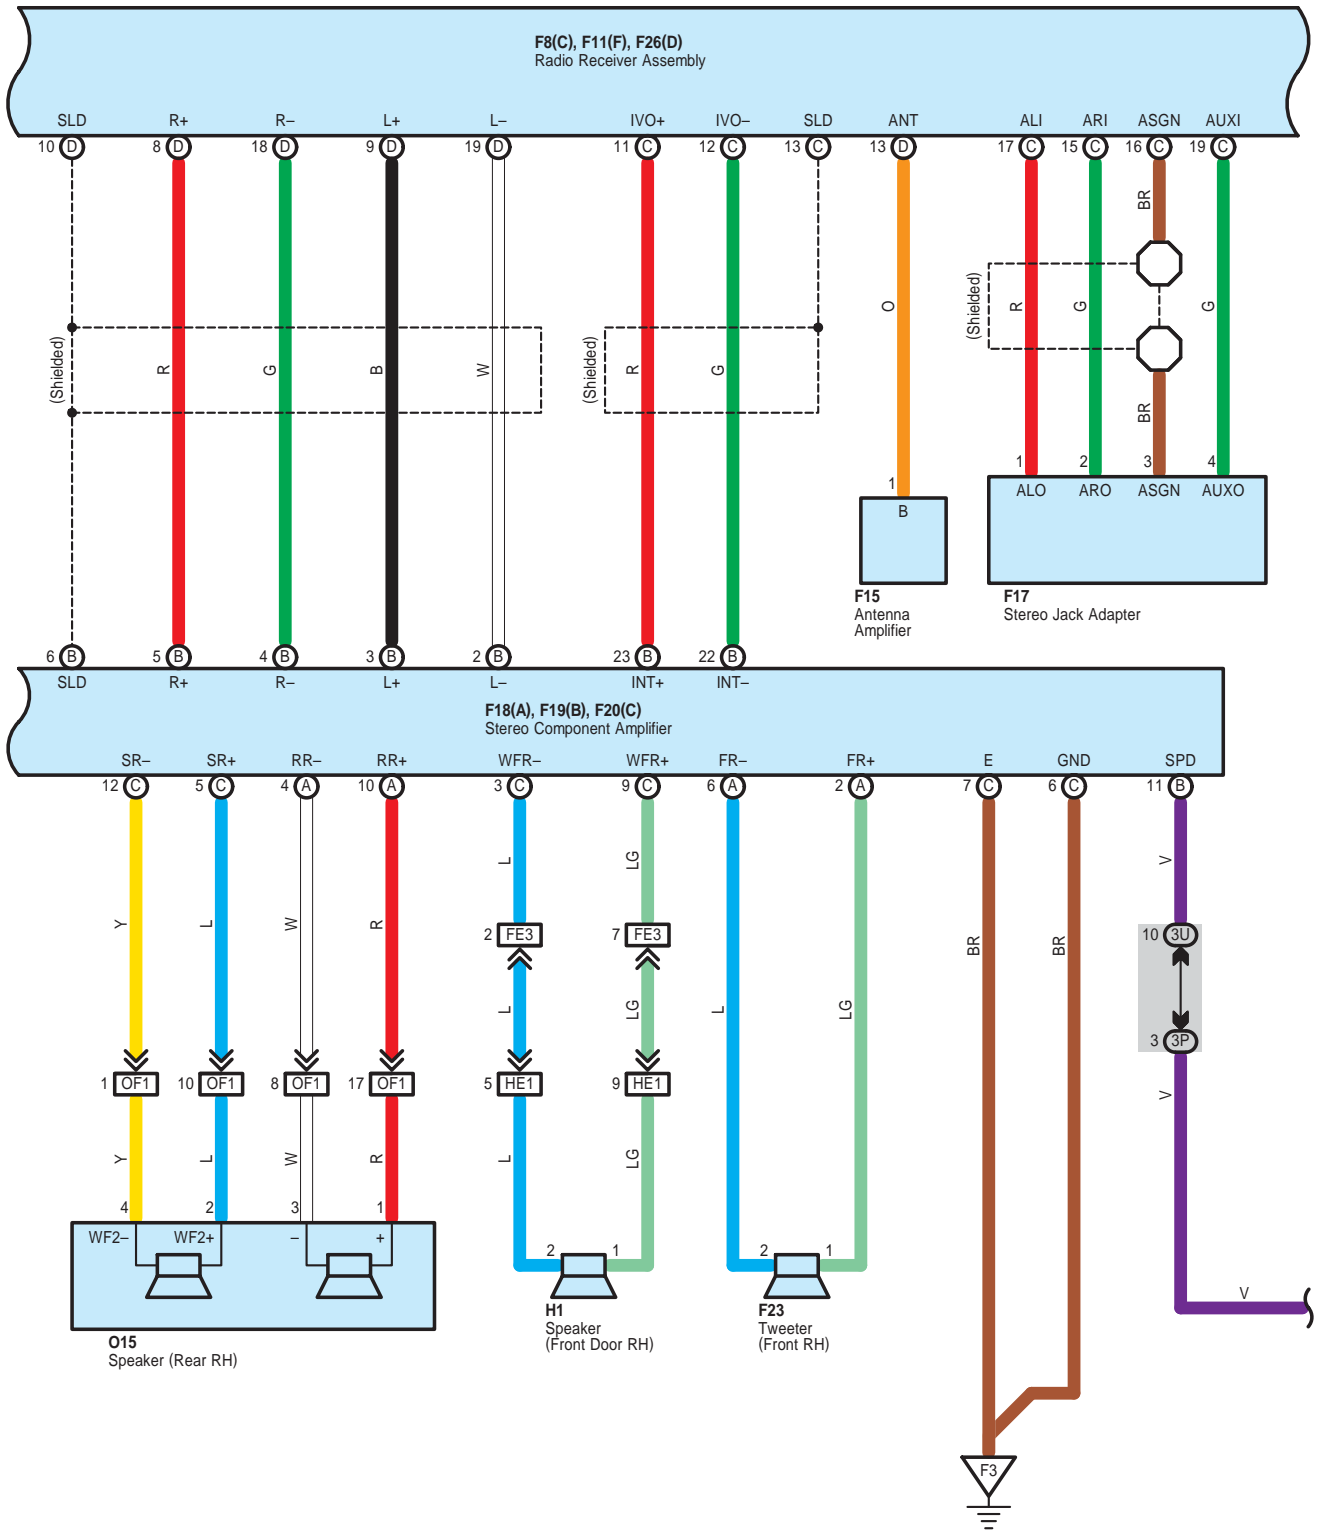 F8(C), F11(F), F26(D)
Radio Receiver Assembly
SLD R+ R– L+ L– IVO+ IVO– SLD ANT ALI ARI ASGN AUXI
10 D 8 D 18 D 9 D 19 D 11 C 12 C 13 C 13 D 17 C 15 C 16 C 19 C
BR
(Shielded)
O R G G
(Shielded) R G B W (Shielded) R G
BR
1 2 3 4
1
ALO ARO ASGN AUXO
B
F15
Antenna
Amplifier
F17
Stereo Jack Adapter
6 B 5 B 4 B 3 B 2 B 23 B 22 B
SLD R+ R– L+ L– INT+ INT–
F18(A), F19(B), F20(C)
Stereo Component Amplifier
SR– SR+ RR– RR+ WFR– WFR+ FR– FR+ E GND SPD
12 C 5 C 4 A 10 A 3 C 9 C 6 A 2 A 7 C 6 C 11 B
L LG V
Y L W R
2 FE3 7 FE3 10 3U
BR BR
L LG L LG
3 3P
1 OF1 10 OF1 8 OF1 17 OF1 5 HE1 9 HE1
V
Y L W R L LG
4 2 3 1
WF2– WF2+ – +
2 1 2 1
V
H1
Speaker
(Front Door RH)
F23
Tweeter
(Front RH)
O15
Speaker (Rear RH)
F3